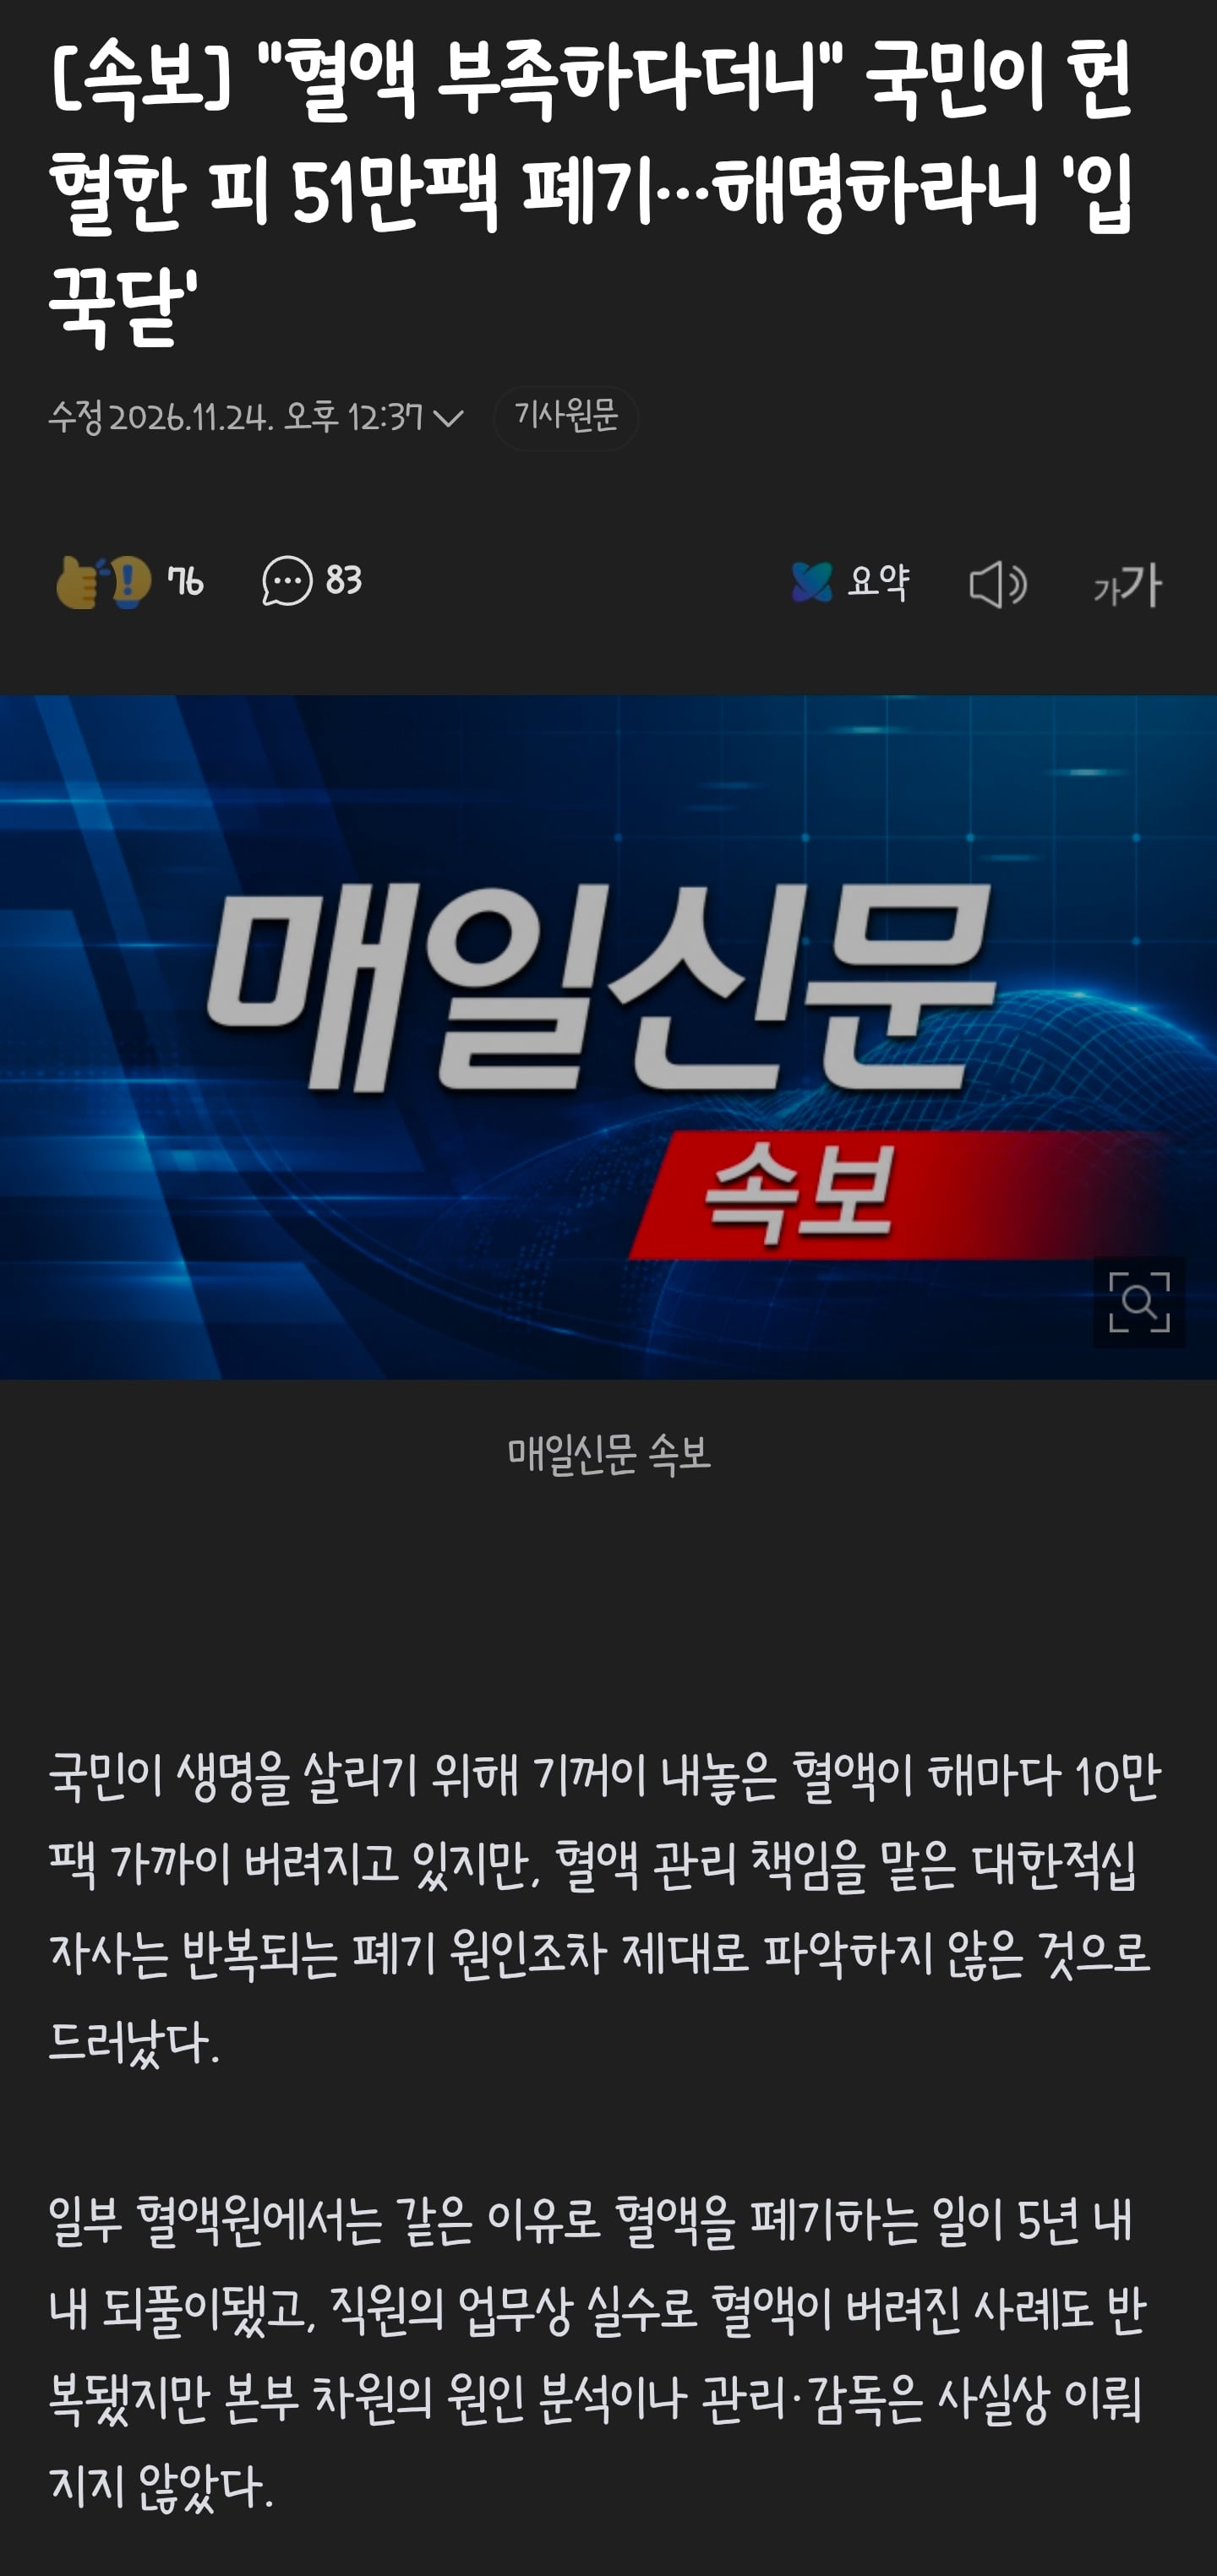 [속보] "혈액 부족하다더니" 국민이 헌
혈한 피 51만팩 폐기…해명하라니 '입
꾹닫'
수정 2026.11.24. 오후 12:37
기사원문
76
83
요약
가가
매일신문
속보
매일신문 속보
국민이 생명을 살리기 위해 기꺼이 내놓은 혈액이 해마다 10만
팩 가까이 버려지고 있지만, 혈액 관리 책임을 맡은 대한적십
자사는 반복되는 폐기 원인조차 제대로 파악하지 않은 것으로
드러났다.
일부 혈액원에서는 같은 이유로 혈액을 폐기하는 일이 5년 내
내 되풀이됐고, 직원의 업무상 실수로 혈액이 버려진 사례도 반
복됐지만 본부 차원의 원인 분석이나 관리·감독은 사실상 이뤄
지지 않았다.